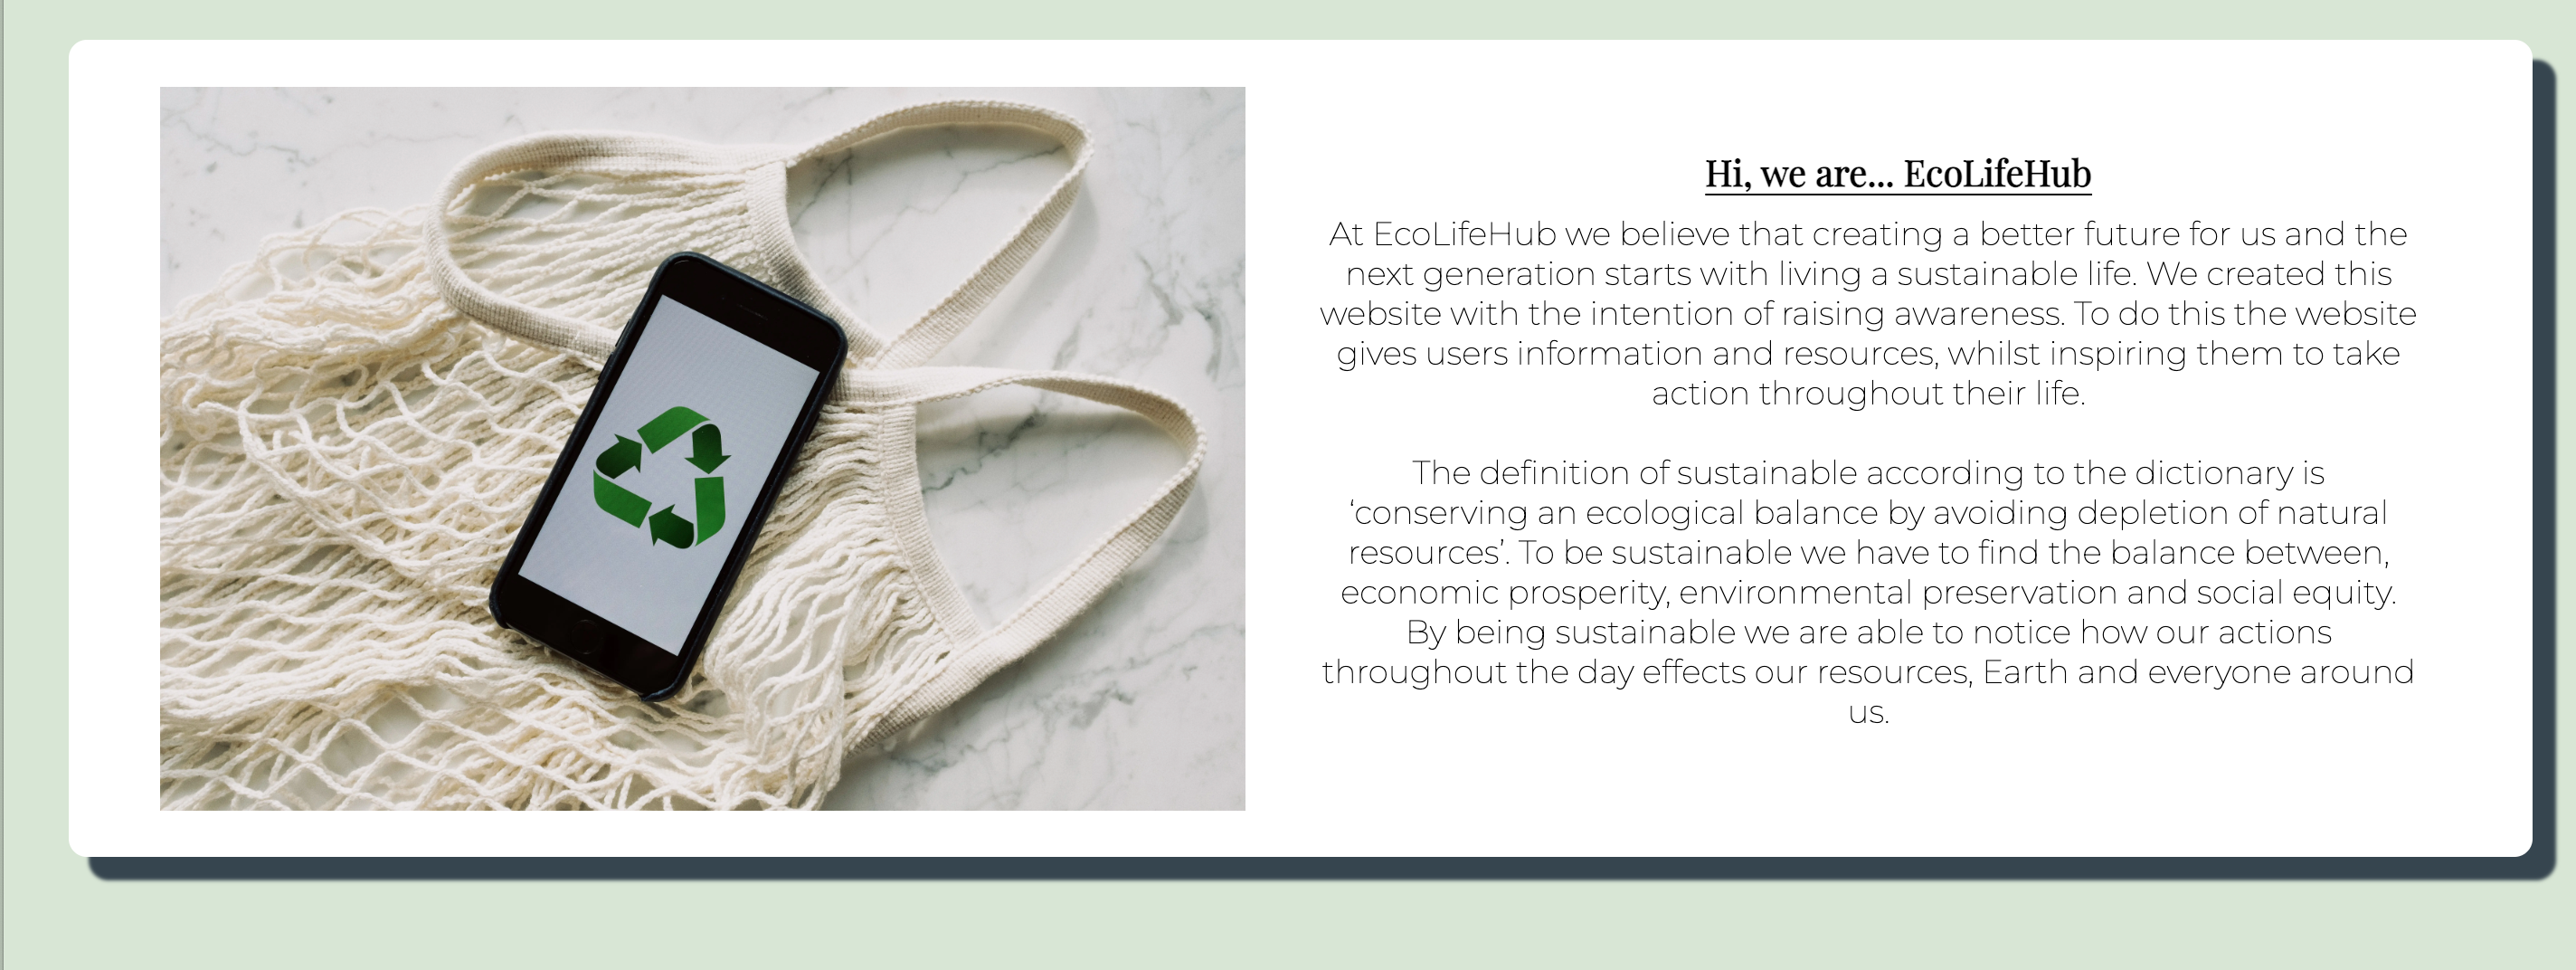 Hi, we are... EcoLifeHub
At EcoLifeHub we believe that creating a better future for us and the
next generation starts with living a sustainable life. We created this
website with the intention of raising awareness. To do this the website
gives users information and resources, whilst inspiring them to take
action throughout their life.
The definition of sustainable according to the dictionary is
‘conserving an ecological balance by avoiding depletion of natural
resources’. To be sustainable we have to find the balance between,
economic prosperity, environmental preservation and social equity.
By being sustainable we are able to notice how our actions
throughout the day effects our resources, Earth and everyone around
us.